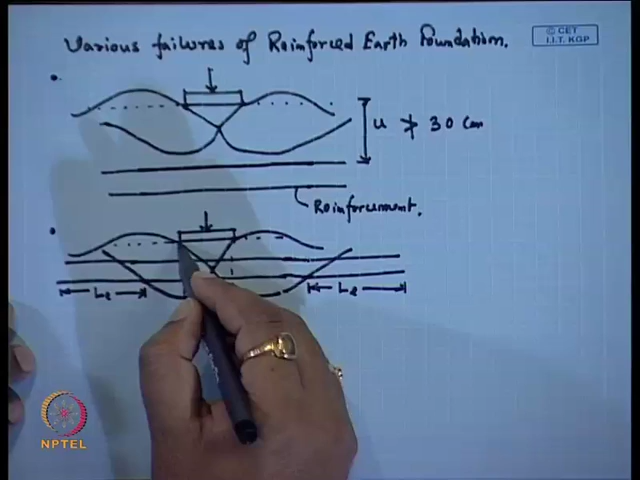 Various failures of Reinforced Earth Foundation.
© CET
I.I.T. KGP
u ≯ 30 cm
Reinforcement.
Le
Le
NPTEL